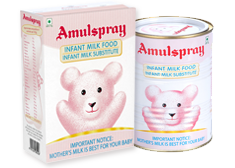 Amulspray
INFANT MILK FOOD
INFANT MILK SUBSTITUTE
IMPORTANT NOTICE:
MOTHER'S MILK IS BEST FOR YOUR BABY
Amulspray
INFANT MILK FOOD
INFANT MILK SUBSTITUTE
IMPORTANT NOTICE:
MOTHER'S MILK IS BEST FOR YOUR BABY